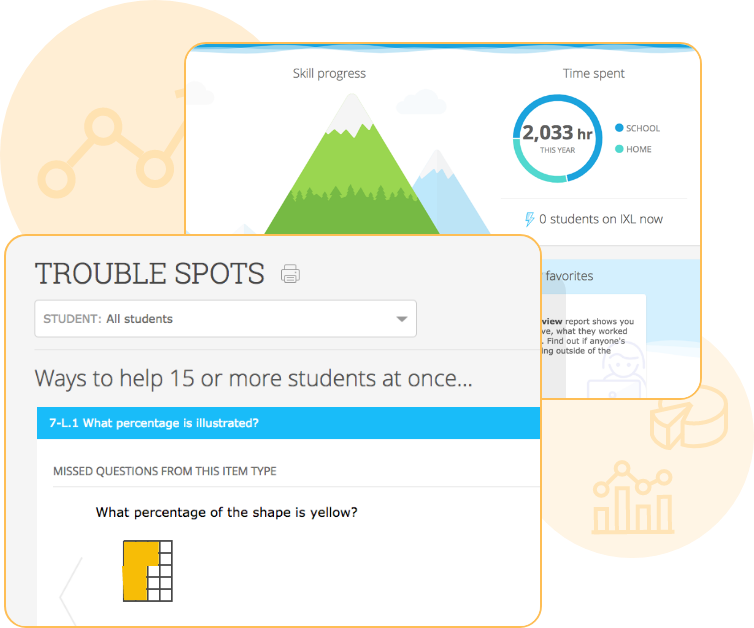 Skill progress
Time spent
2,033 hr
THIS YEAR
SCHOOL
HOME
0 students on IXL now
favorites
view report shows you
ve, what they worked
. Find out if anyone's
ing outside of the
TROUBLE SPOTS
STUDENT: All students
Ways to help 15 or more students at once...
7-L.1 What percentage is illustrated?
MISSED QUESTIONS FROM THIS ITEM TYPE
What percentage of the shape is yellow?